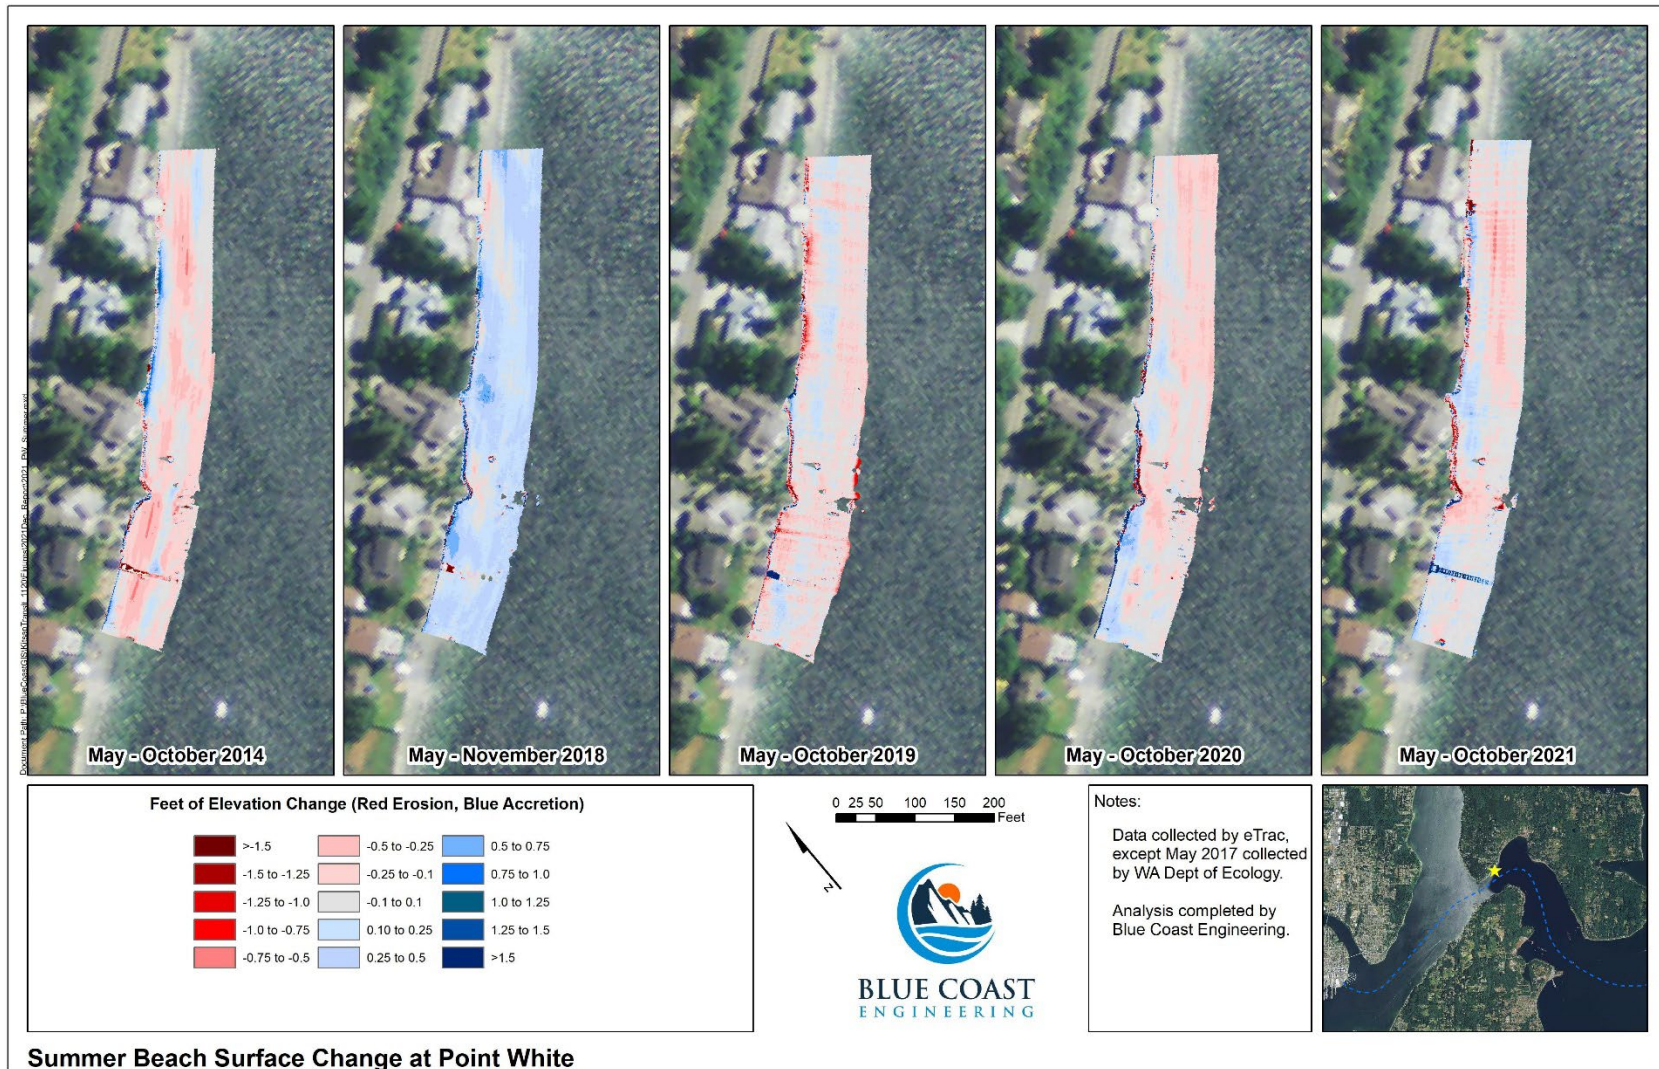 May - October 2014
May - November 2018
May - October 2019
May - October 2020
May - October 2021
Feet of Elevation Change (Red Erosion, Blue Accretion)
>-1.5
-1.5 to -1.25
-1.25 to -1.0
-1.0 to -0.75
-0.75 to -0.5
-0.5 to -0.25
-0.25 to -0.1
-0.1 to 0.1
0.10 to 0.25
0.25 to 0.5
0.5 to 0.75
0.75 to 1.0
1.0 to 1.25
1.25 to 1.5
>1.5
0 25 50 100 150 200
Feet
N
BLUE COAST
ENGINEERING
Notes:
Data collected by eTrac,
except May 2017 collected
by WA Dept of Ecology.
Analysis completed by
Blue Coast Engineering.
Summer Beach Surface Change at Point White